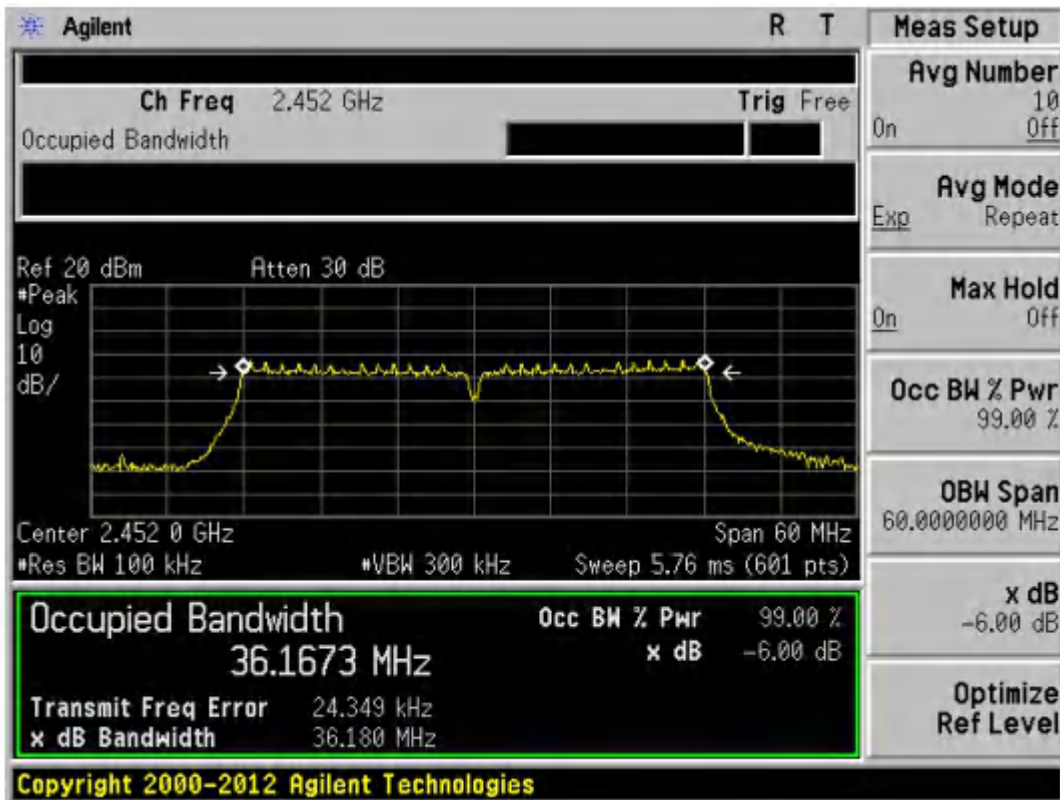 Agilent R T
Ch Freq 2.452 GHz Trig Free
Occupied Bandwidth
Ref 20 dBm Atten 30 dB
#Peak
Log
10
dB/
Center 2.452 0 GHz Span 60 MHz
#Res BW 100 kHz #VBW 300 kHz Sweep 5.76 ms (601 pts)
Occupied Bandwidth Occ BW % Pwr 99.00 %
36.1673 MHz x dB -6.00 dB
Transmit Freq Error 24.349 kHz
x dB Bandwidth 36.180 MHz
Copyright 2000-2012 Agilent Technologies
Meas Setup
Avg Number
10
On Off
Avg Mode
Exp Repeat
Max Hold
On Off
Occ BW % Pwr
99.00 %
OBW Span
60.0000000 MHz
x dB
-6.00 dB
Optimize
Ref Level